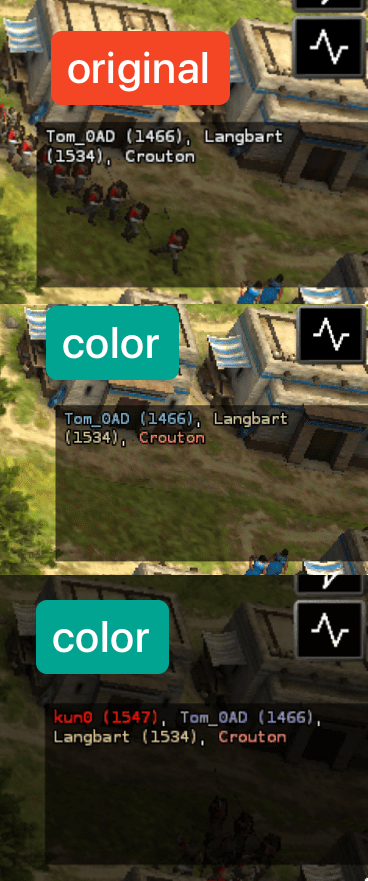 original
Tom_0AD (1466), Langbart
(1534), Crouton
color
Tom_0AD (1466), Langbart
(1534), Crouton
color
kun0 (1547), Tom_0AD (1466),
Langbart (1534), Crouton